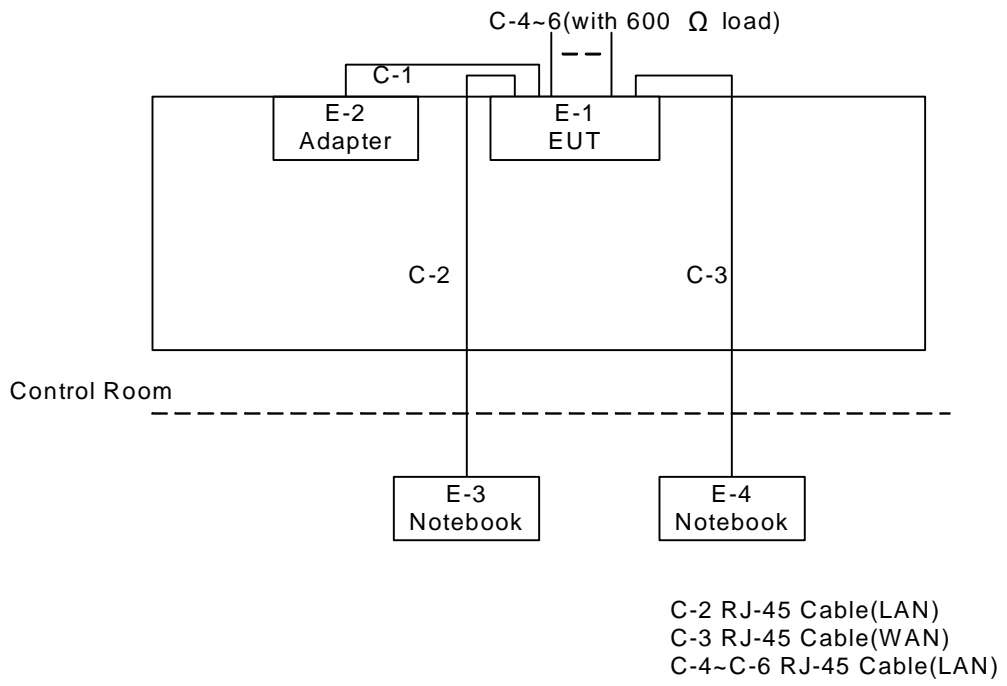 C-4~6(with 600 Ω load)
C-1
E-2
Adapter
E-1
EUT
C-2
C-3
Control Room
E-3
Notebook
E-4
Notebook
C-2 RJ-45 Cable(LAN)
C-3 RJ-45 Cable(WAN)
C-4~C-6 RJ-45 Cable(LAN)